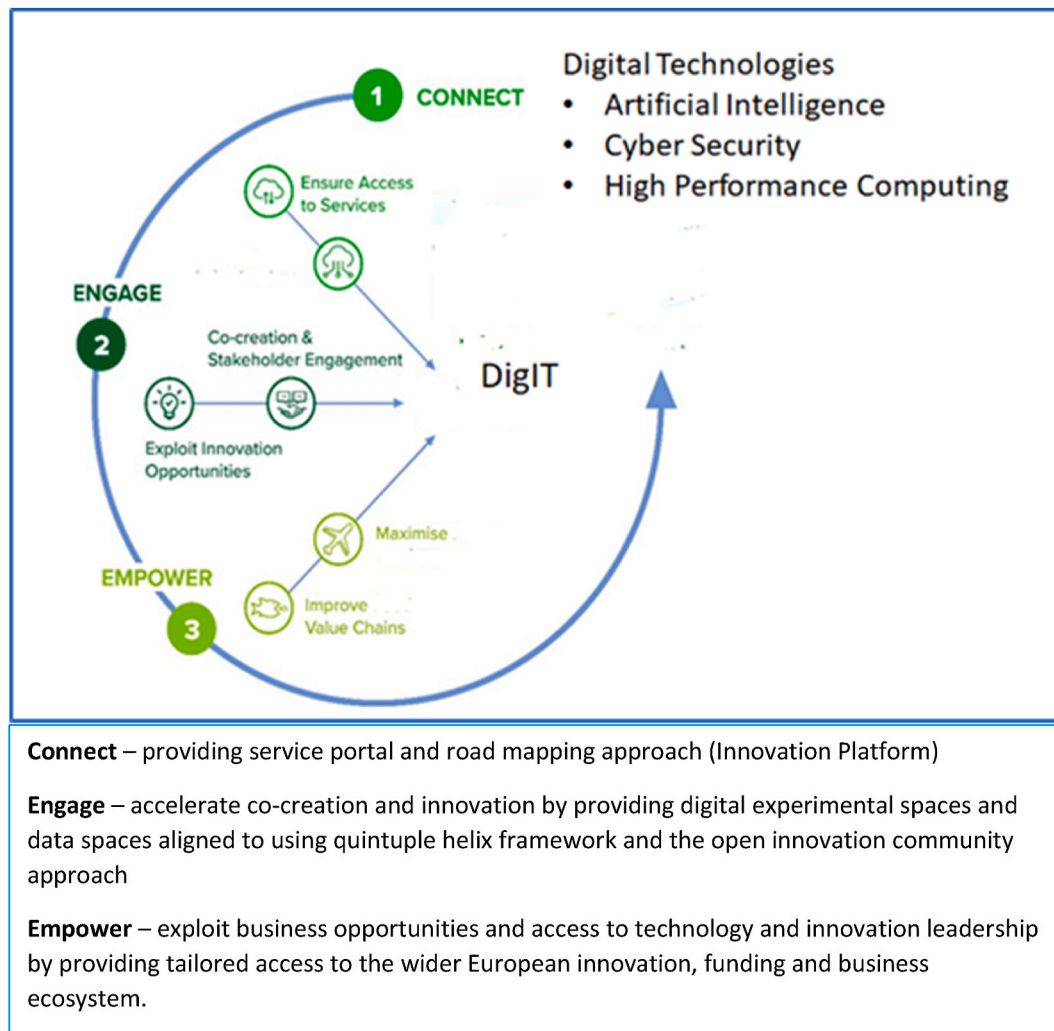 1 CONNECT
Digital Technologies
• Artificial Intelligence
• Cyber Security
• High Performance Computing
Ensure Access
to Services
ENGAGE
2
Co-creation &
Stakeholder Engagement
DigIT
Exploit Innovation
Opportunities
Maximise
EMPOWER
3
Improve
Value Chains
Connect – providing service portal and road mapping approach (Innovation Platform)
Engage – accelerate co-creation and innovation by providing digital experimental spaces and
data spaces aligned to using quintuple helix framework and the open innovation community
approach
Empower – exploit business opportunities and access to technology and innovation leadership
by providing tailored access to the wider European innovation, funding and business
ecosystem.